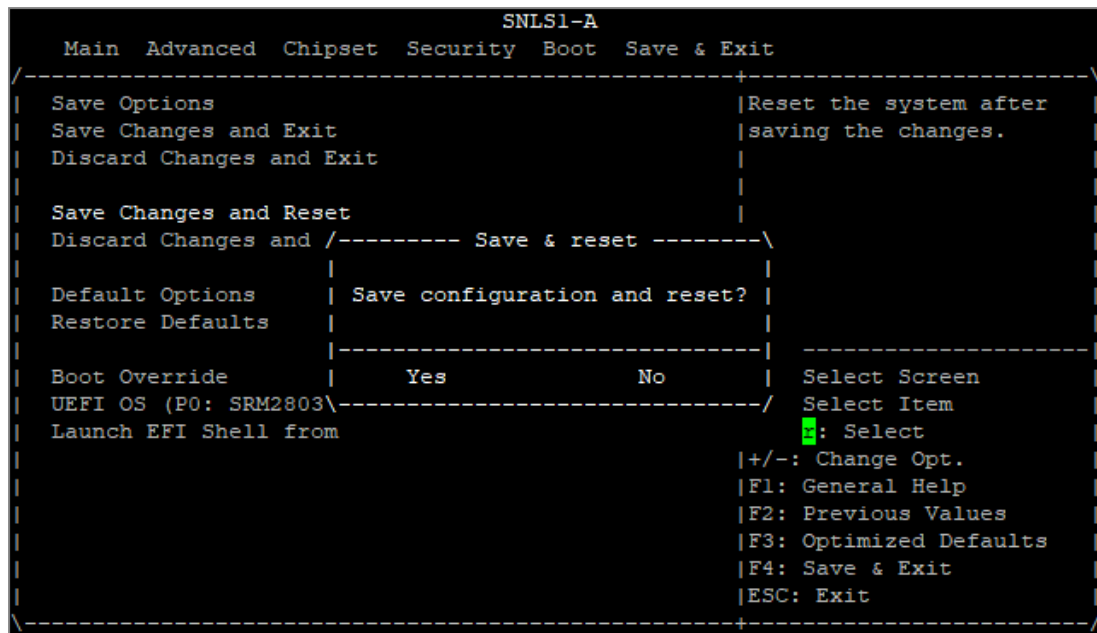 SNLS1-A
Main Advanced Chipset Security Boot Save & Exit
Save Options
Save Changes and Exit
Discard Changes and Exit
Save Changes and Reset
Discard Changes and
Default Options
Restore Defaults
Boot Override
UEFI OS (P0: SRM2803
Launch EFI Shell from
Save & reset
Save configuration and reset?
Yes No
Reset the system after
saving the changes.
Select Screen
Select Item
r: Select
+/-: Change Opt.
F1: General Help
F2: Previous Values
F3: Optimized Defaults
F4: Save & Exit
ESC: Exit